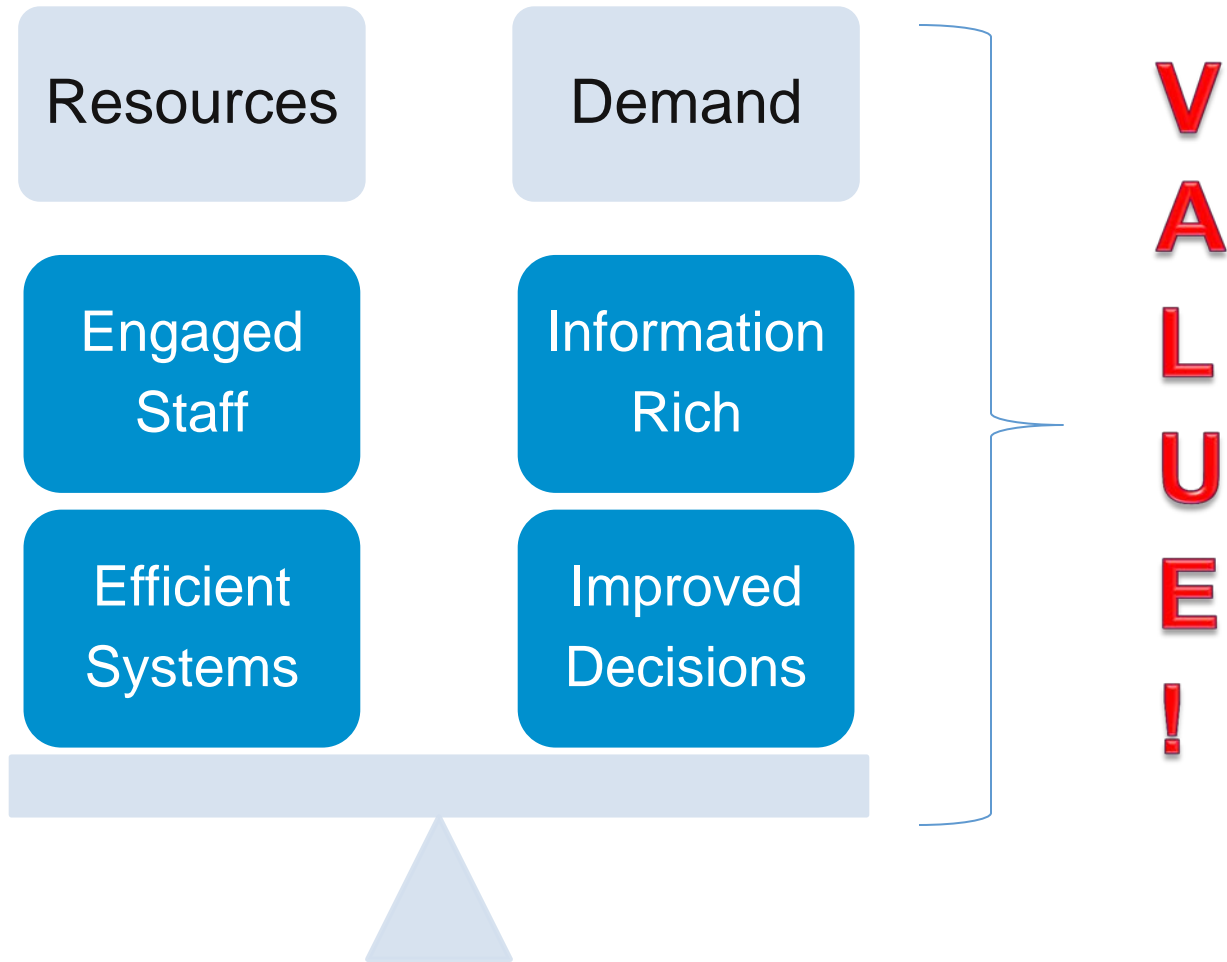 Resources
Demand
Engaged
Staff
Information
Rich
Efficient
Systems
Improved
Decisions
V
A
L
U
E
!